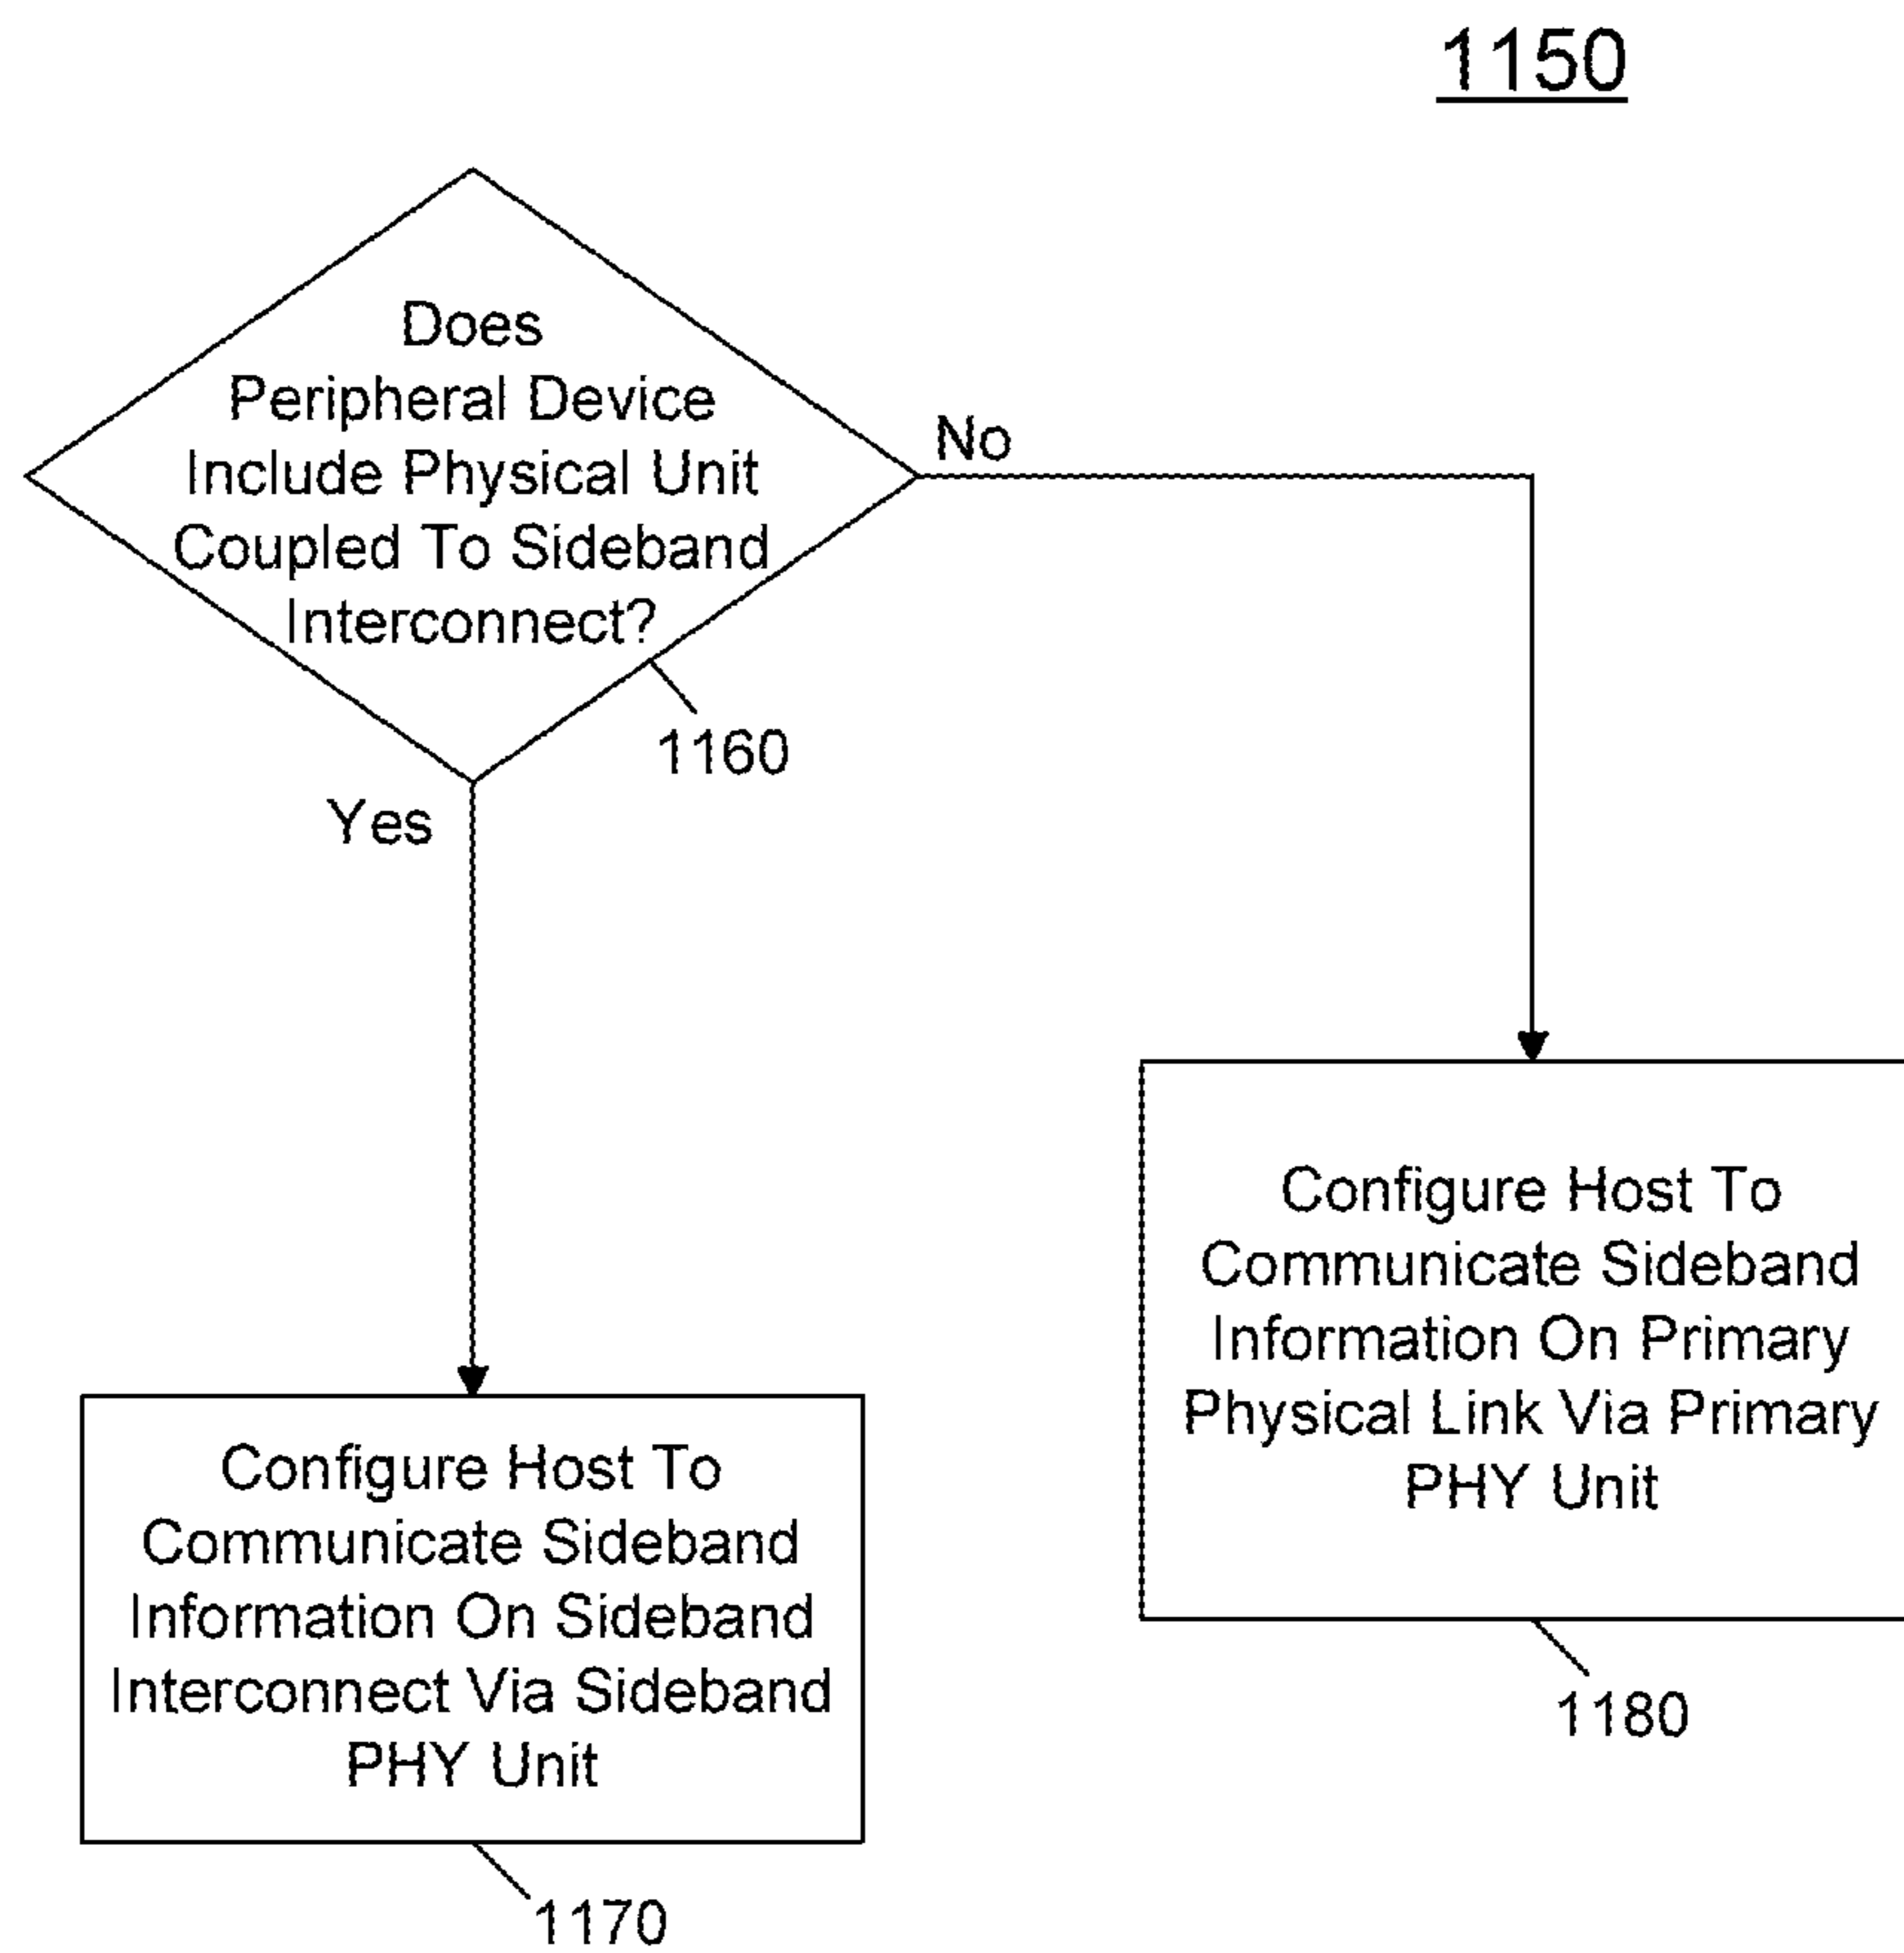 1150
Does
Peripheral Device
Include Physical Unit
Coupled To Sideband
Interconnect?
No
1160
Yes
Configure Host To
Communicate Sideband
Information On Primary
Physical Link Via Primary
PHY Unit
1180
Configure Host To
Communicate Sideband
Information On Sideband
Interconnect Via Sideband
PHY Unit
1170